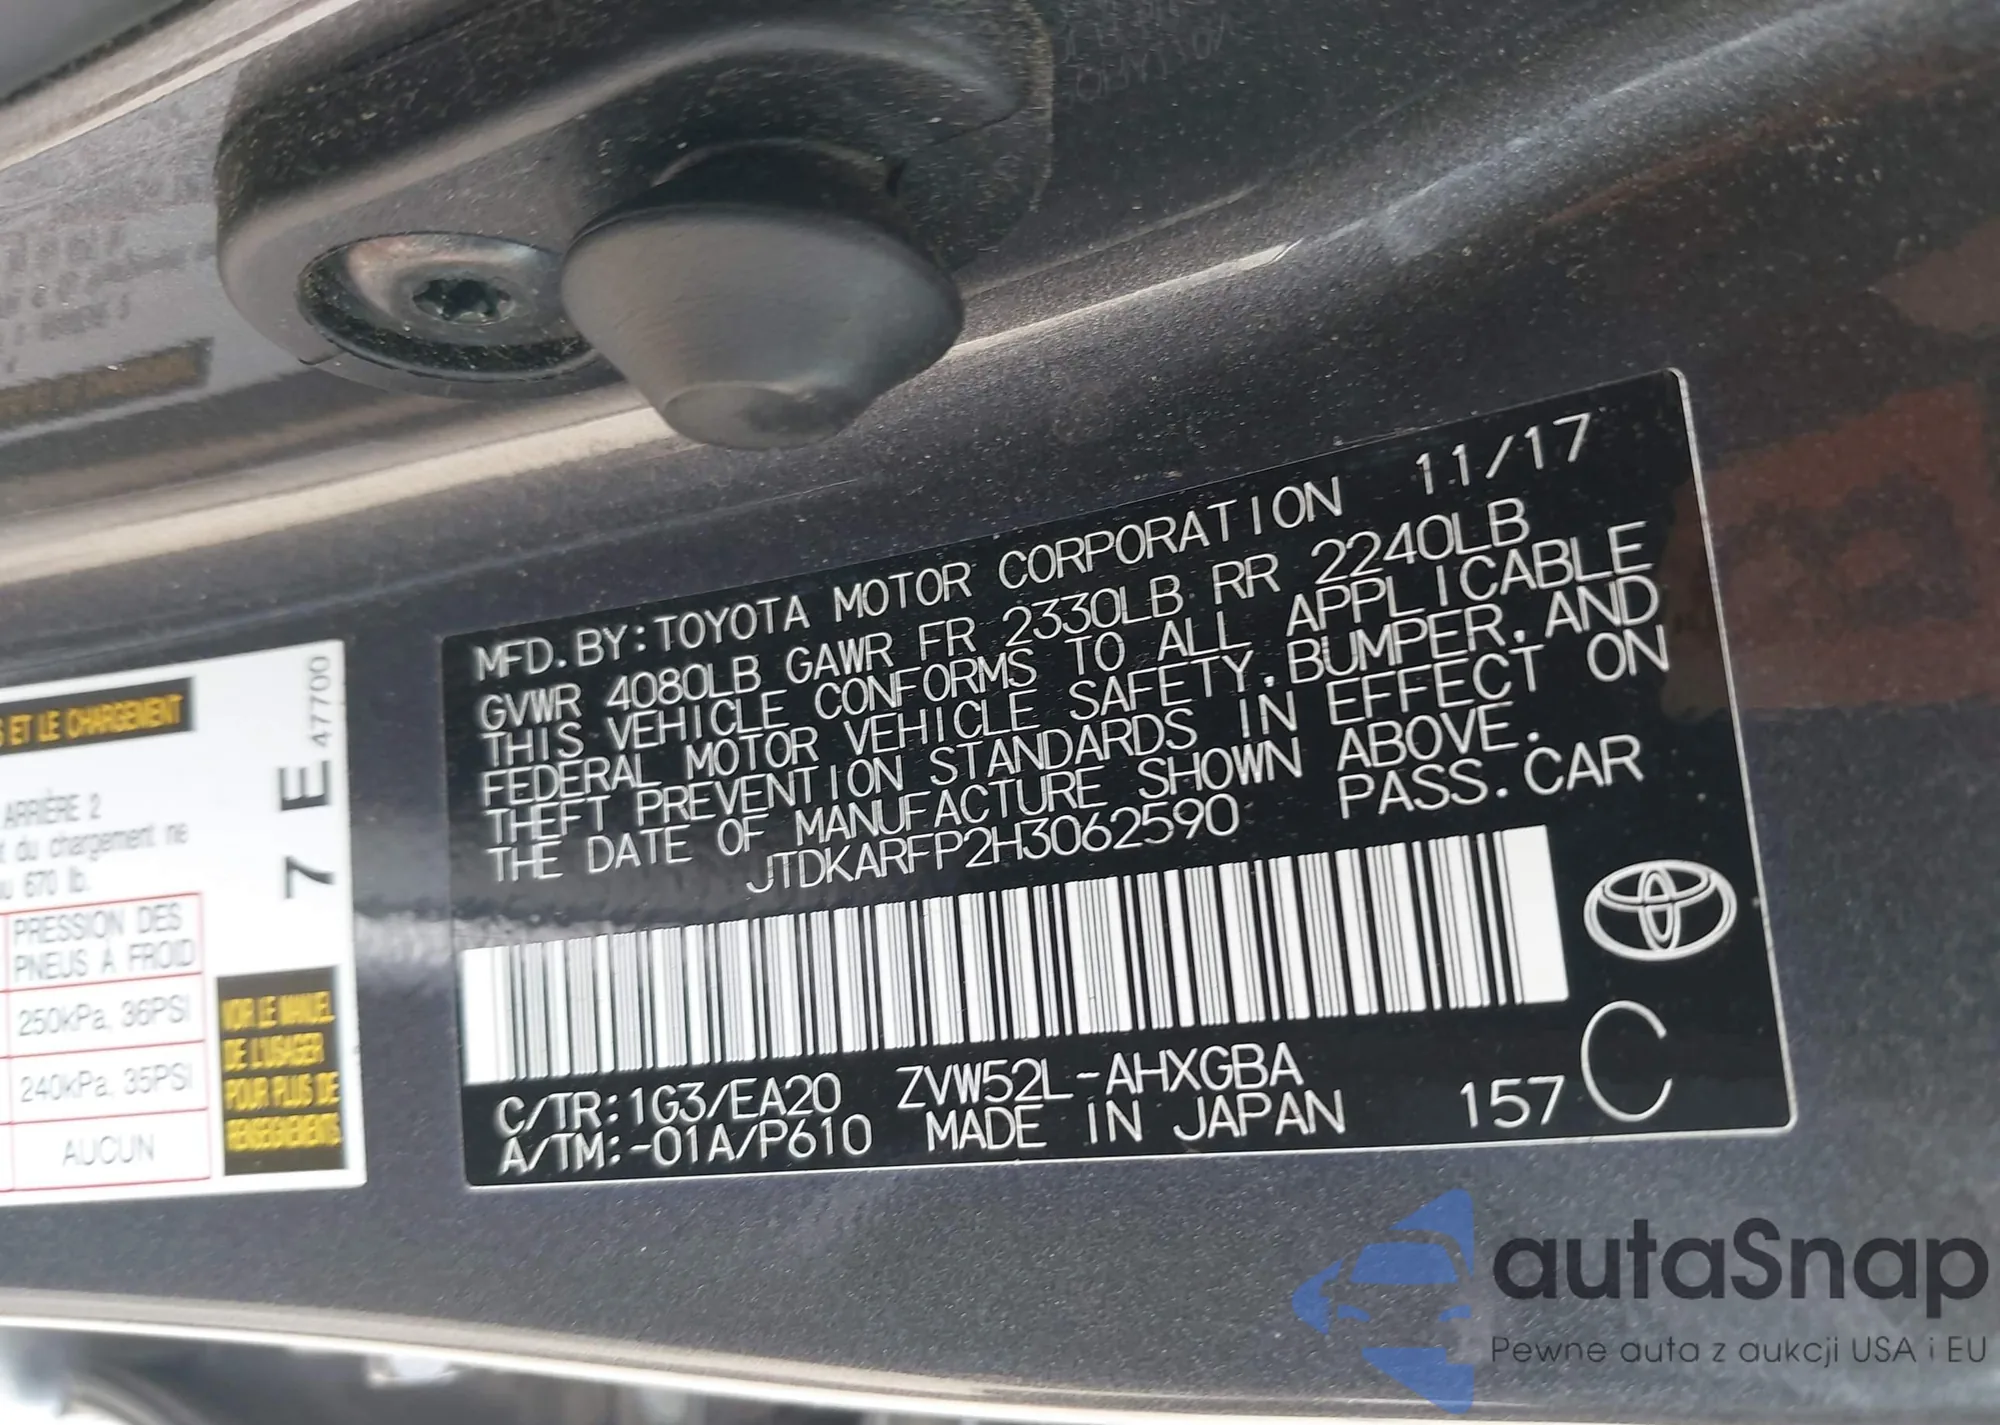 MFD. BY: TOYOTA MOTOR CORPORATION 11/17
GVWR 4080LB GAWR FR 2330LB RR 2240LB
THIS VEHICLE CONFORMS TO ALL APPLICABLE
FEDERAL MOTOR VEHICLE SAFETY, BUMPER, AND
THEFT PREVENTION STANDARDS IN EFFECT ON
THE DATE OF MANUFACTURE SHOWN ABOVE.
JTDKARFP2H3062590 PASS. CAR
C/TR: 1G3/EA20 ZVW52L-AHXGBA
A/TM: -01A/P610 MADE IN JAPAN 157 C
ET LE CHARGEMENT
7 E 47700
ARRIÈRE 2
du chargement ne
670 lb.
PRESSION DES
PNEUS À FROID
250kPa, 36PSI
240kPa, 35PSI
AUCUN
VOIR LE MANUEL
DE L'USAGER
POUR PLUS DE
RENSEIGNEMENTS
autaSnap
Pewne auta z aukcji USA i EU